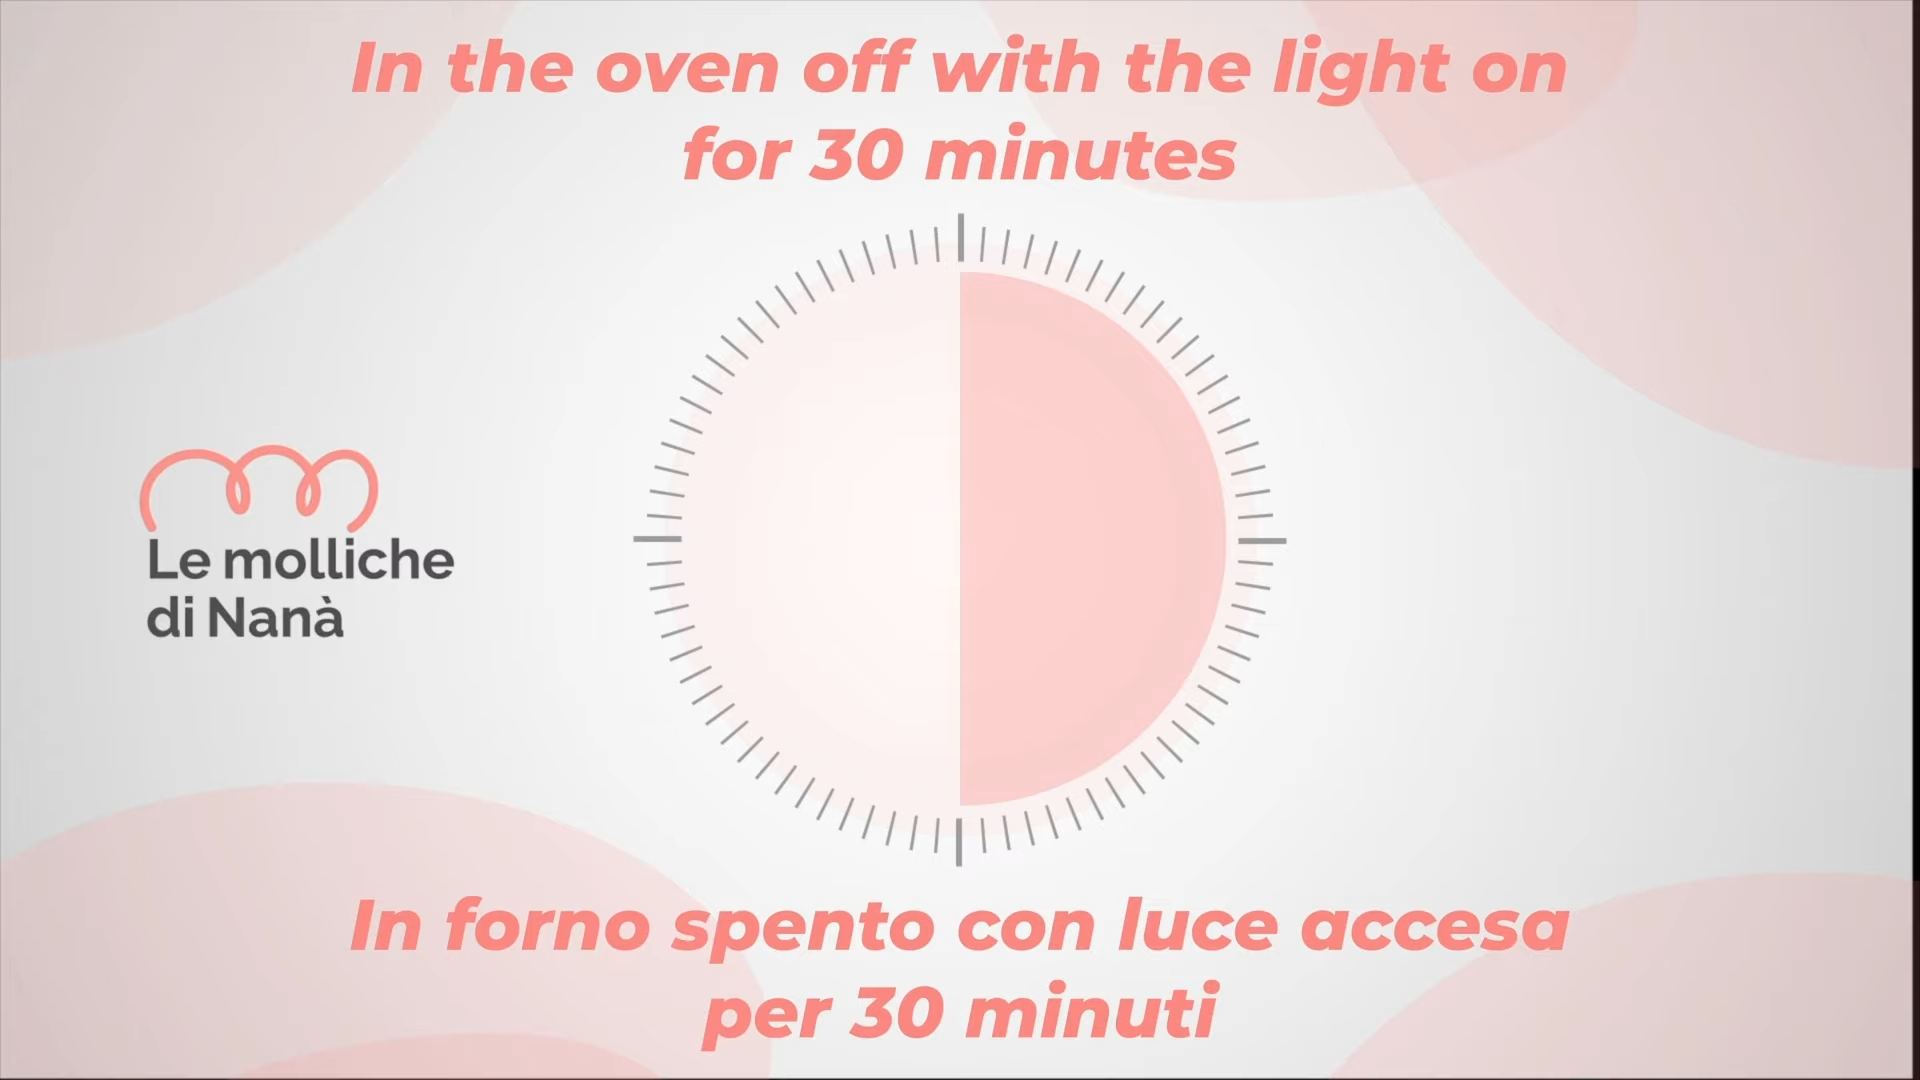 In the oven off with the light on
for 30 minutes
Le molliche
di Nanà
In forno spento con luce accesa
per 30 minuti